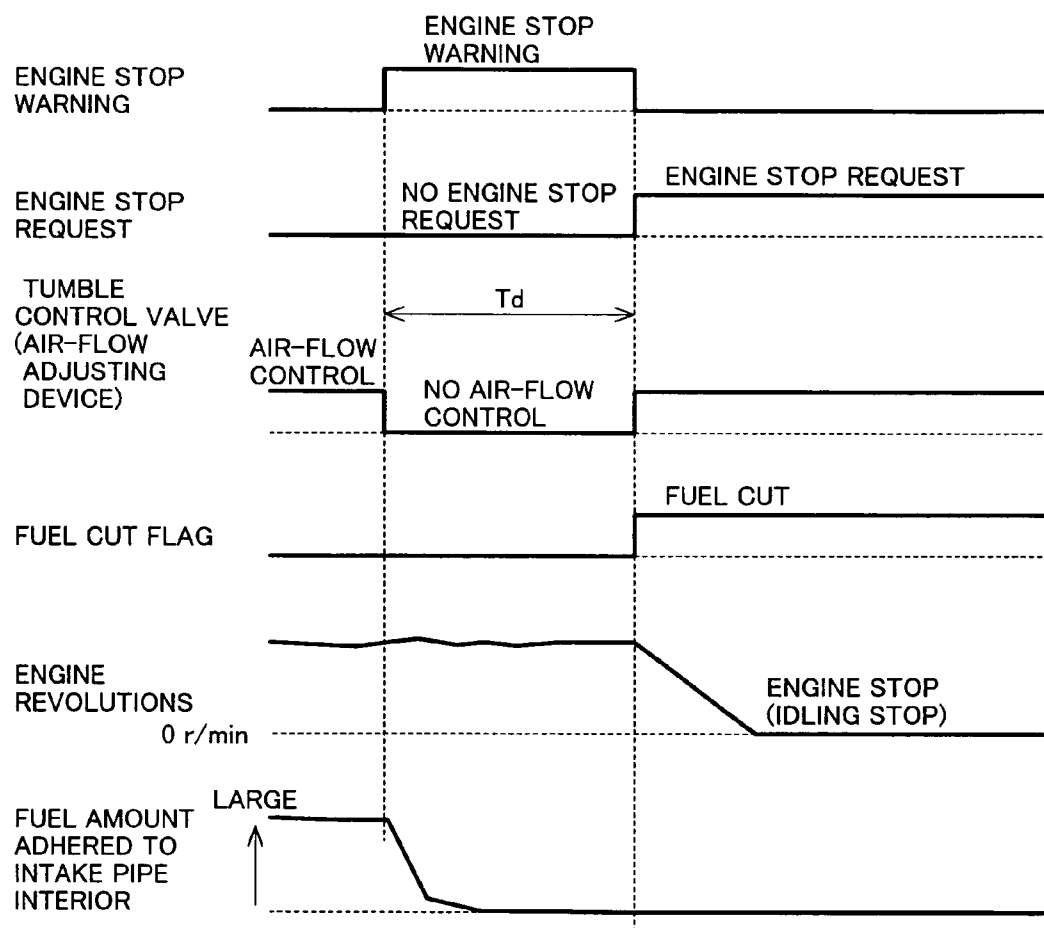 ENGINE STOP
WARNING
ENGINE STOP
WARNING
ENGINE STOP
REQUEST
NO ENGINE STOP
REQUEST
ENGINE STOP REQUEST
TUMBLE
CONTROL VALVE
(AIR-FLOW
ADJUSTING
DEVICE)
Td
AIR-FLOW
CONTROL
NO AIR-FLOW
CONTROL
FUEL CUT FLAG
FUEL CUT
ENGINE
REVOLUTIONS
0 r/min
ENGINE STOP
(IDLING STOP)
FUEL AMOUNT
ADHERED TO
INTAKE PIPE
INTERIOR
LARGE